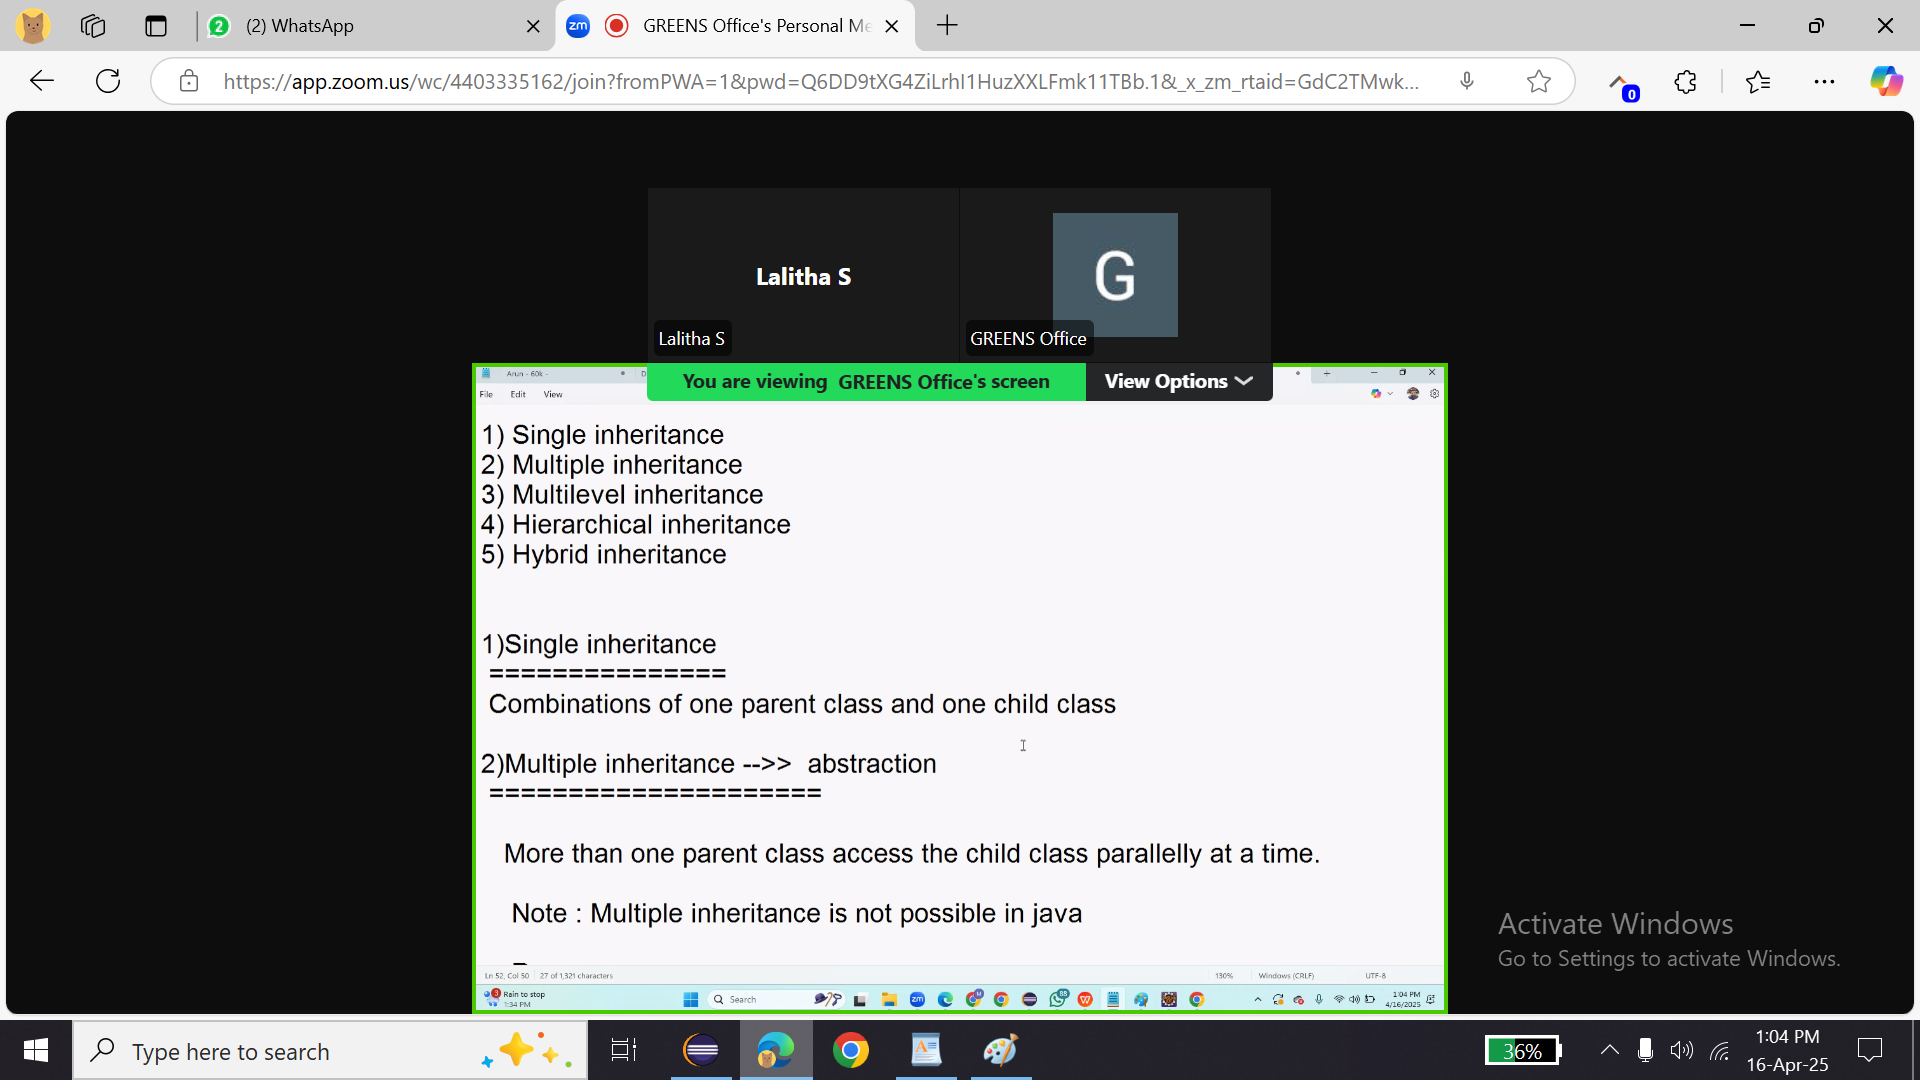 (2) WhatsApp
zm
GREENS Office's Personal Me
https://app.zoom.us/wc/4403335162/join?fromPWA=1&pwd=Q6DD9tXG4ZiLrhI1HuzXXLFmk11TBb.1&_x_zm_rtaid=GdC2TMwk...
0
Lalitha S
G
Lalitha S
GREENS Office
Arun - 60k -
You are viewing GREENS Office's screen
View Options
File Edit View
1) Single inheritance
2) Multiple inheritance
3) Multilevel inheritance
4) Hierarchical inheritance
5) Hybrid inheritance
1)Single inheritance
===============
Combinations of one parent class and one child class
2)Multiple inheritance -->> abstraction
=====================
More than one parent class access the child class parallelly at a time.
Note : Multiple inheritance is not possible in java
Ln 52, Col 50 27 of 1,321 characters 130% Windows (CRLF) UTF-8
Rain to stop
1:34 PM
Search
1:04 PM
4/16/2025
Activate Windows
Go to Settings to activate Windows.
Type here to search
36%
1:04 PM
16-Apr-25